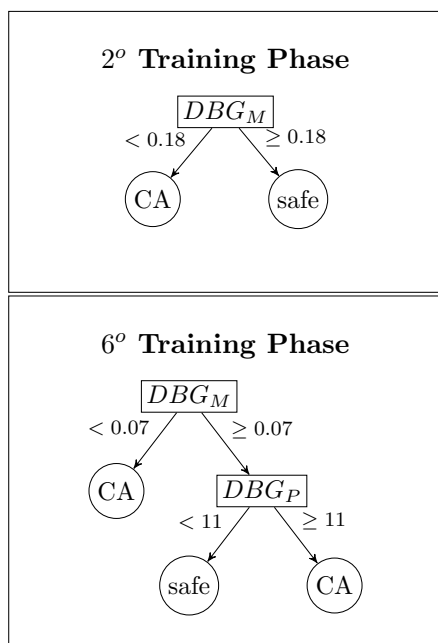 2º Training Phase
DBG_M
< 0.18 ≥ 0.18
CA safe
6º Training Phase
DBG_M
< 0.07 ≥ 0.07
CA DBG_P
< 11 ≥ 11
safe CA